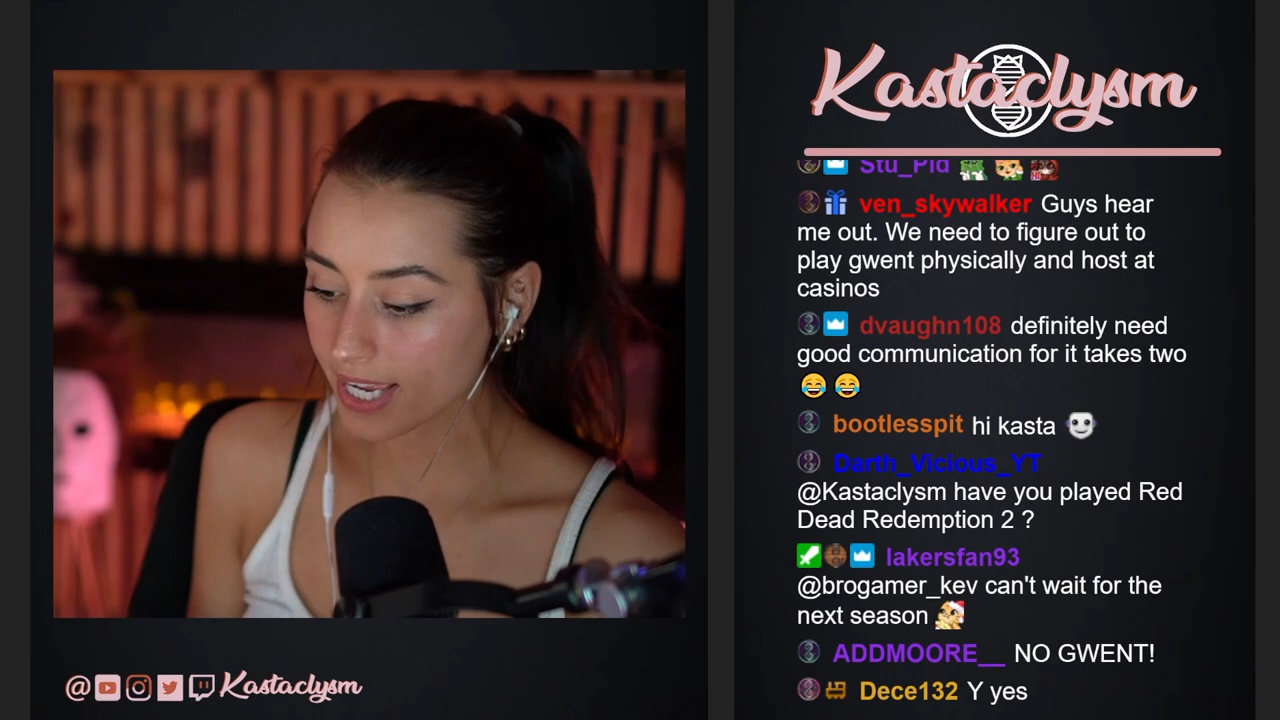 Kastaclysm
Stu_Pid
ven_skywalker Guys hear
me out. We need to figure out to
play gwent physically and host at
casinos
dvaughn108 definitely need
good communication for it takes two
😂 😂
bootlesspit hi kasta
Darth_Vicious_YT
@Kastaclysm have you played Red
Dead Redemption 2 ?
lakersfan93
@brogamer_kev can't wait for the
next season
ADDMOORE__ NO GWENT!
Dece132 Y yes
@ Kastaclysm